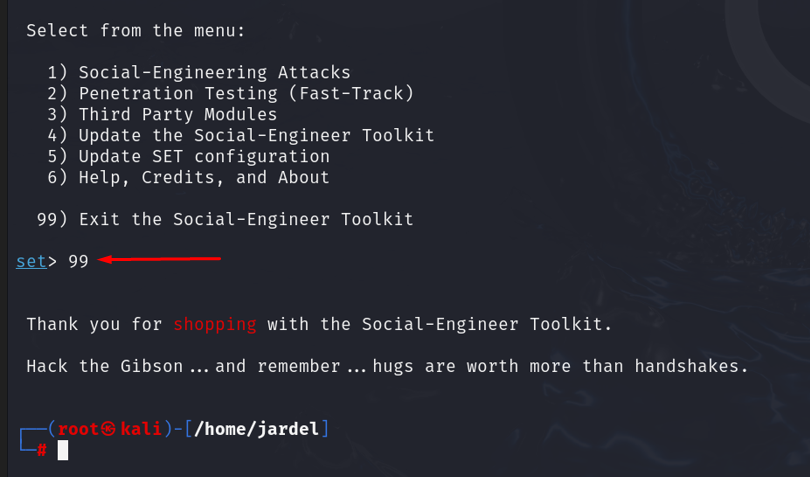 Select from the menu:
1) Social-Engineering Attacks
2) Penetration Testing (Fast-Track)
3) Third Party Modules
4) Update the Social-Engineer Toolkit
5) Update SET configuration
6) Help, Credits, and About
99) Exit the Social-Engineer Toolkit
set> 99
Thank you for shopping with the Social-Engineer Toolkit.
Hack the Gibson...and remember...hugs are worth more than handshakes.
┌──(root㉿kali)-[/home/jardel]
└─#